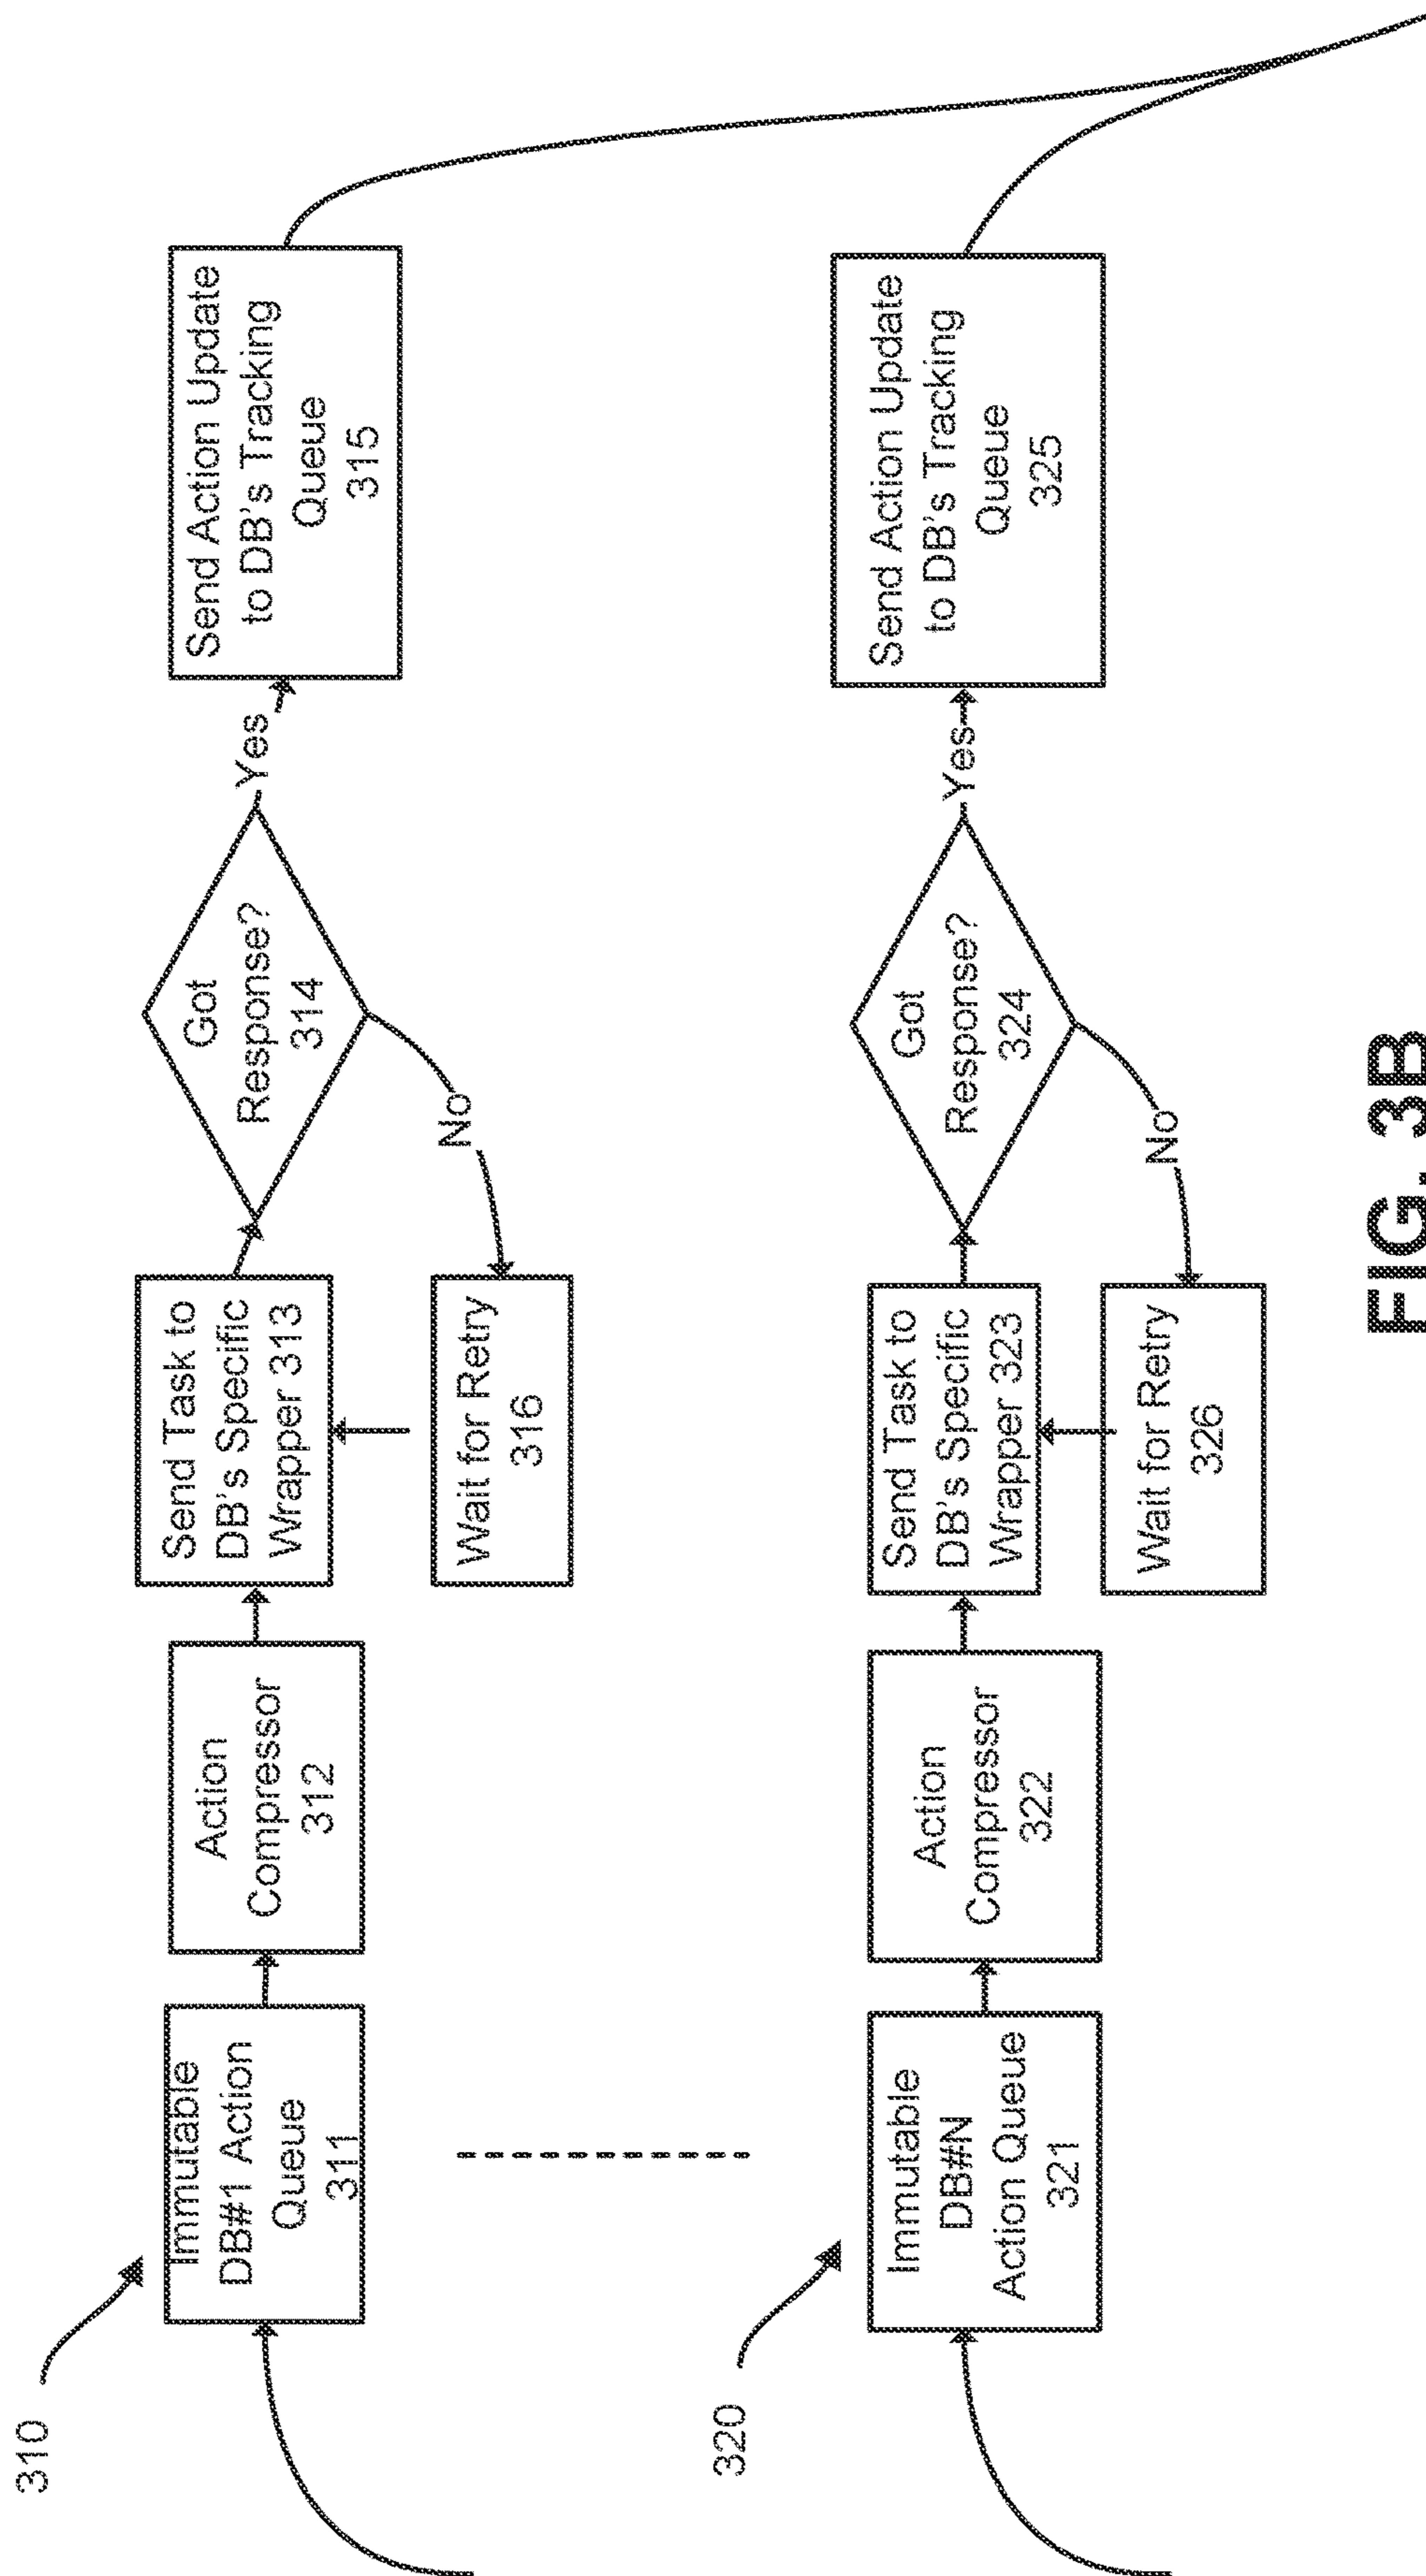 310
Immutable
DB#1 Action
Queue
311
Action
Compressor
312
Send Task to
DB's Specific
Wrapper 313
Got
Response?
314
Yes
No
Wait for Retry
316
Send Action Update
to DB's Tracking
Queue
315
320
Immutable
DB#N
Action Queue
321
Action
Compressor
322
Send Task to
DB's Specific
Wrapper 323
Got
Response?
324
Yes
No
Wait for Retry
326
Send Action Update
to DB's Tracking
Queue
325
FIG. 3B